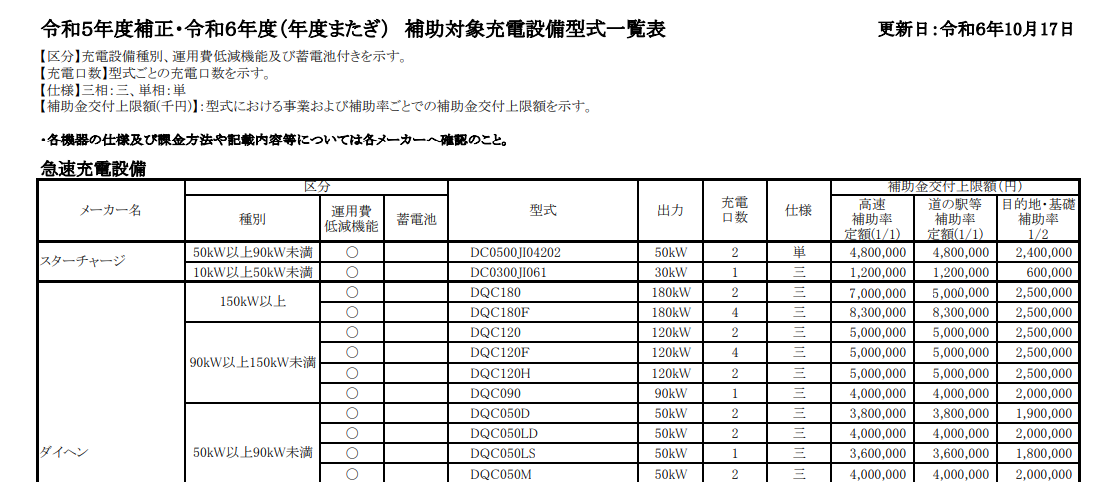 令和5年度補正・令和6年度（年度またぎ） 補助対象充電設備型式一覧表 更新日：令和6年10月17日
【区分】充電設備種別、運用費低減機能及び蓄電池付きを示す。
【充電口数】型式ごとの充電口数を示す。
【仕様】三相：三、単相：単
【補助金交付上限額(千円)】：型式における事業および補助率ごとでの補助金交付上限額を示す。
・各機器の仕様及び課金方法や記載内容等については各メーカーへ確認のこと。
急速充電設備
メーカー名 区分 型式 出力 充電口数 仕様 補助金交付上限額（円）
種別 運用費低減機能 蓄電池 高速補助率定額(1/1) 道の駅等補助率定額(1/1) 目的地・基礎補助率1/2
スターチャージ 50kW以上90kW未満 ○ DC0500JI04202 50kW 2 単 4,800,000 4,800,000 2,400,000
10kW以上50kW未満 ○ DC0300JI061 30kW 1 三 1,200,000 1,200,000 600,000
ダイヘン 150kW以上 ○ DQC180 180kW 2 三 7,000,000 5,000,000 2,500,000
○ DQC180F 180kW 4 三 8,300,000 8,300,000 2,500,000
90kW以上150kW未満 ○ DQC120 120kW 2 三 5,000,000 5,000,000 2,500,000
○ DQC120F 120kW 4 三 5,000,000 5,000,000 2,500,000
○ DQC120H 120kW 2 三 5,000,000 5,000,000 2,500,000
○ DQC090 90kW 1 三 4,000,000 4,000,000 2,000,000
50kW以上90kW未満 ○ DQC050D 50kW 2 三 3,800,000 3,800,000 1,900,000
○ DQC050LD 50kW 2 三 4,000,000 4,000,000 2,000,000
○ DQC050LS 50kW 1 三 3,600,000 3,600,000 1,800,000
○ DQC050M 50kW 2 三 4,000,000 4,000,000 2,000,000